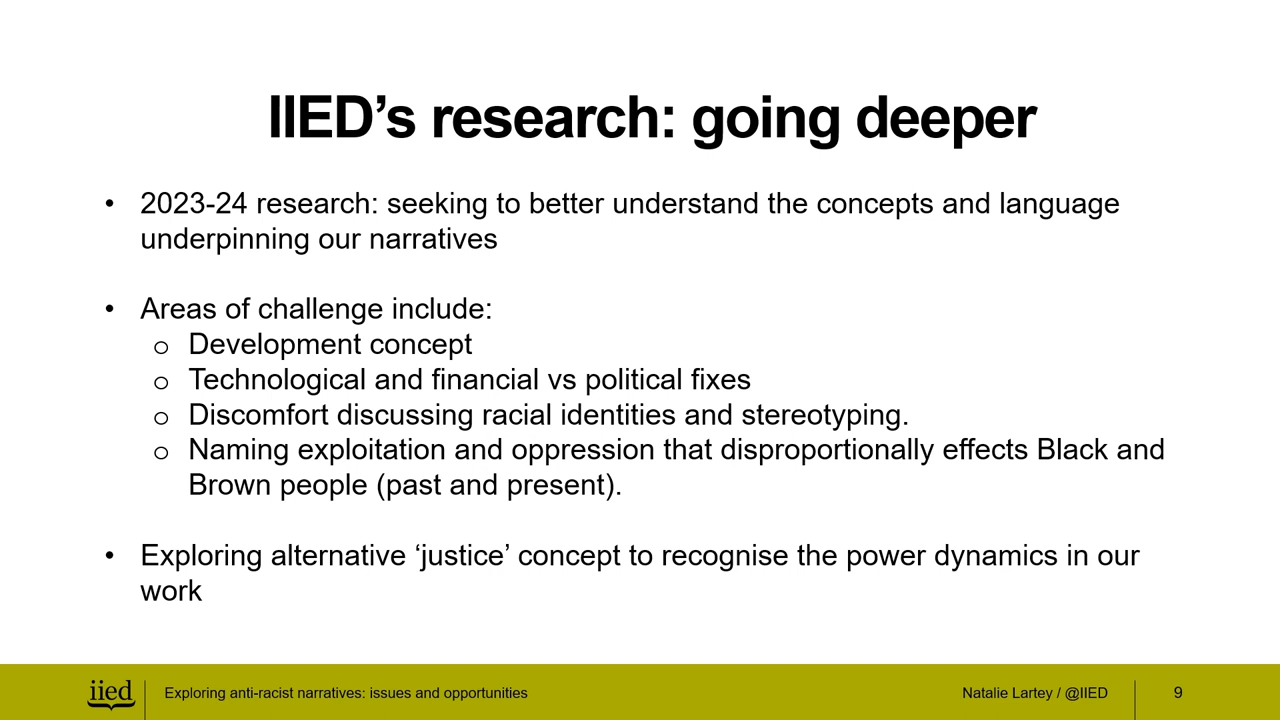 IIED’s research: going deeper
• 2023-24 research: seeking to better understand the concepts and language
underpinning our narratives
• Areas of challenge include:
o Development concept
o Technological and financial vs political fixes
o Discomfort discussing racial identities and stereotyping.
o Naming exploitation and oppression that disproportionally effects Black and
Brown people (past and present).
• Exploring alternative ‘justice’ concept to recognise the power dynamics in our
work
iied Exploring anti-racist narratives: issues and opportunities Natalie Lartey / @IIED 9